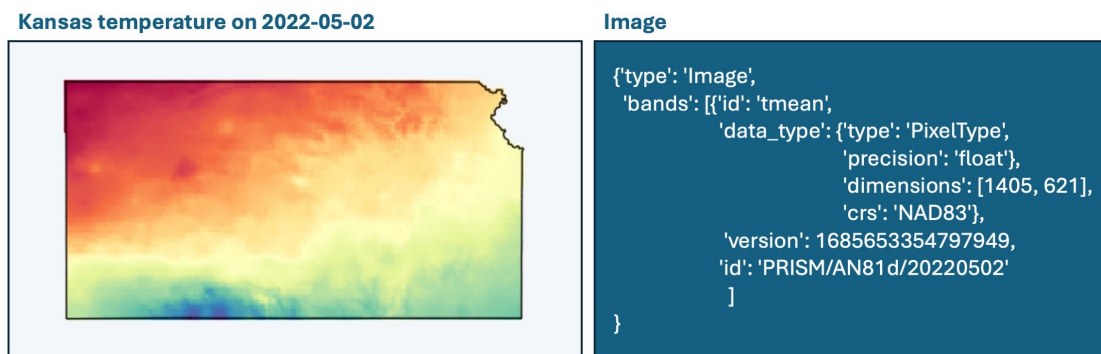 Kansas temperature on 2022-05-02
Image
{'type': 'Image',
'bands': [{'id': 'tmean',
'data_type': {'type': 'PixelType',
'precision': 'float'},
'dimensions': [1405, 621],
'crs': 'NAD83'},
'version': 1685653354797949,
'id': 'PRISM/AN81d/20220502'
]
}